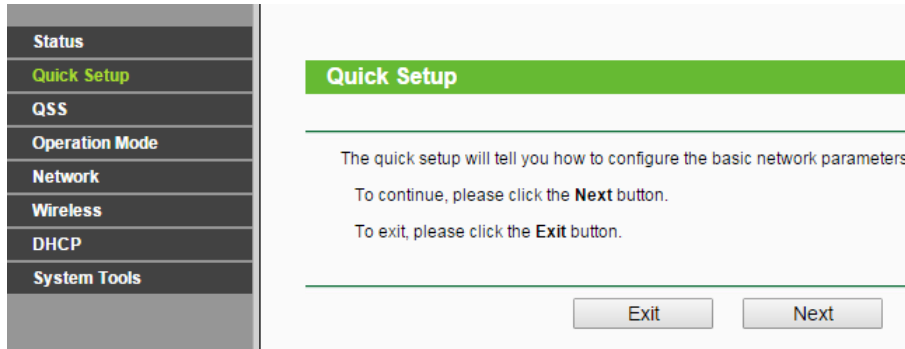 Status
Quick Setup
QSS
Operation Mode
Network
Wireless
DHCP
System Tools
Quick Setup
The quick setup will tell you how to configure the basic network parameters
To continue, please click the Next button.
To exit, please click the Exit button.
Exit
Next